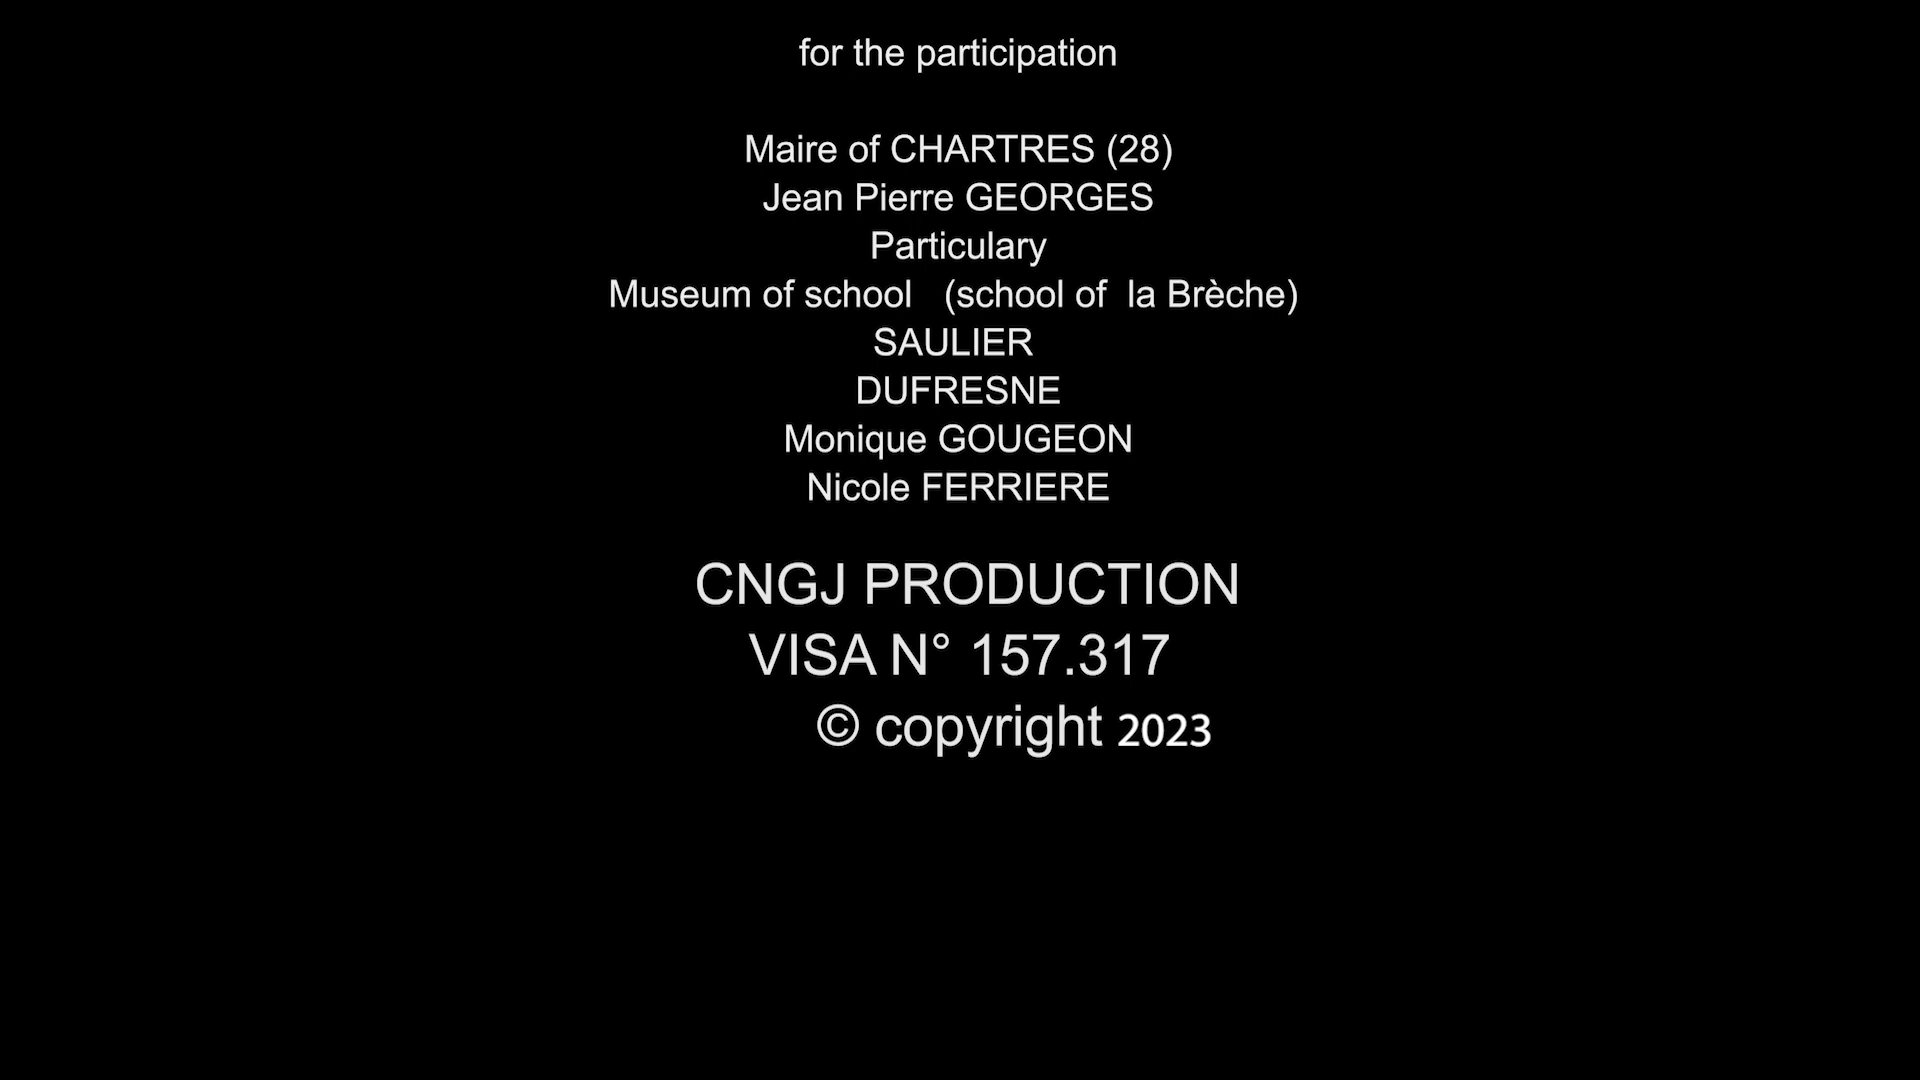 for the participation
Maire of CHARTRES (28)
Jean Pierre GEORGES
Particulary
Museum of school (school of la Brèche)
SAULIER
DUFRESNE
Monique GOUGEON
Nicole FERRIERE
CNGJ PRODUCTION
VISA N° 157.317
© copyright 2023